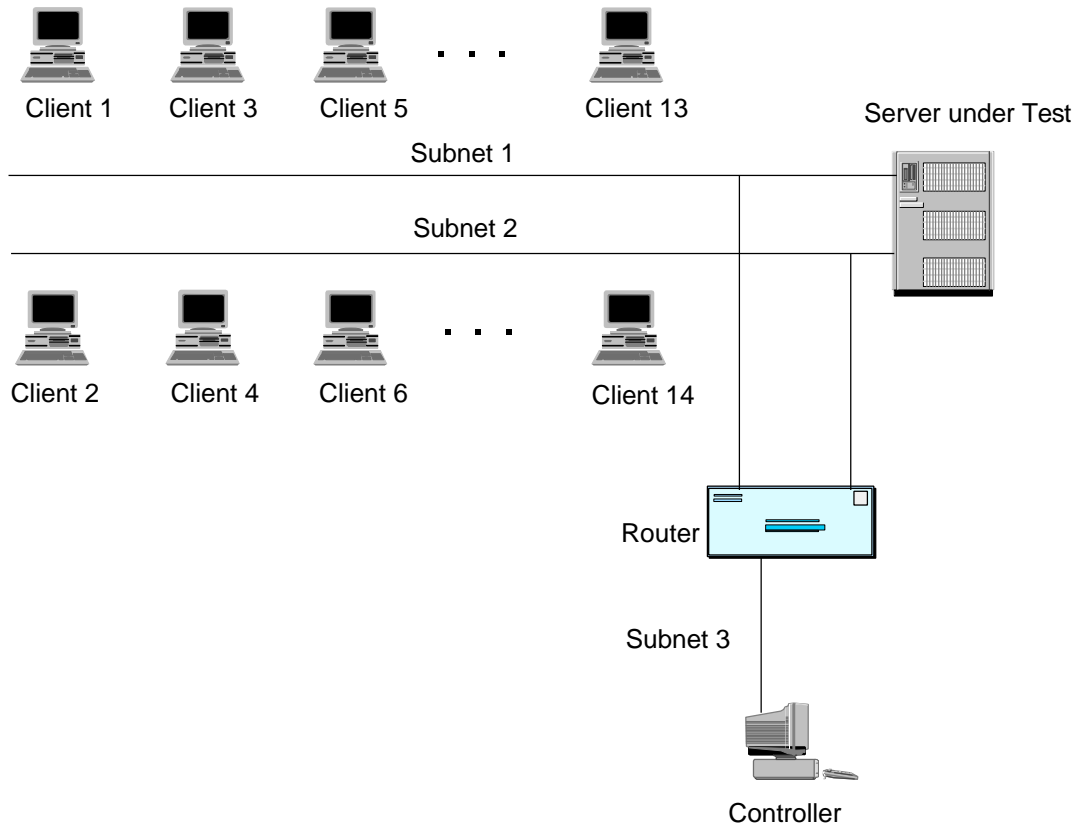 Client 1
Client 3
Client 5
. . .
Client 13
Server under Test
Subnet 1
Subnet 2
. . .
Client 2
Client 4
Client 6
Client 14
Router
Subnet 3
Controller